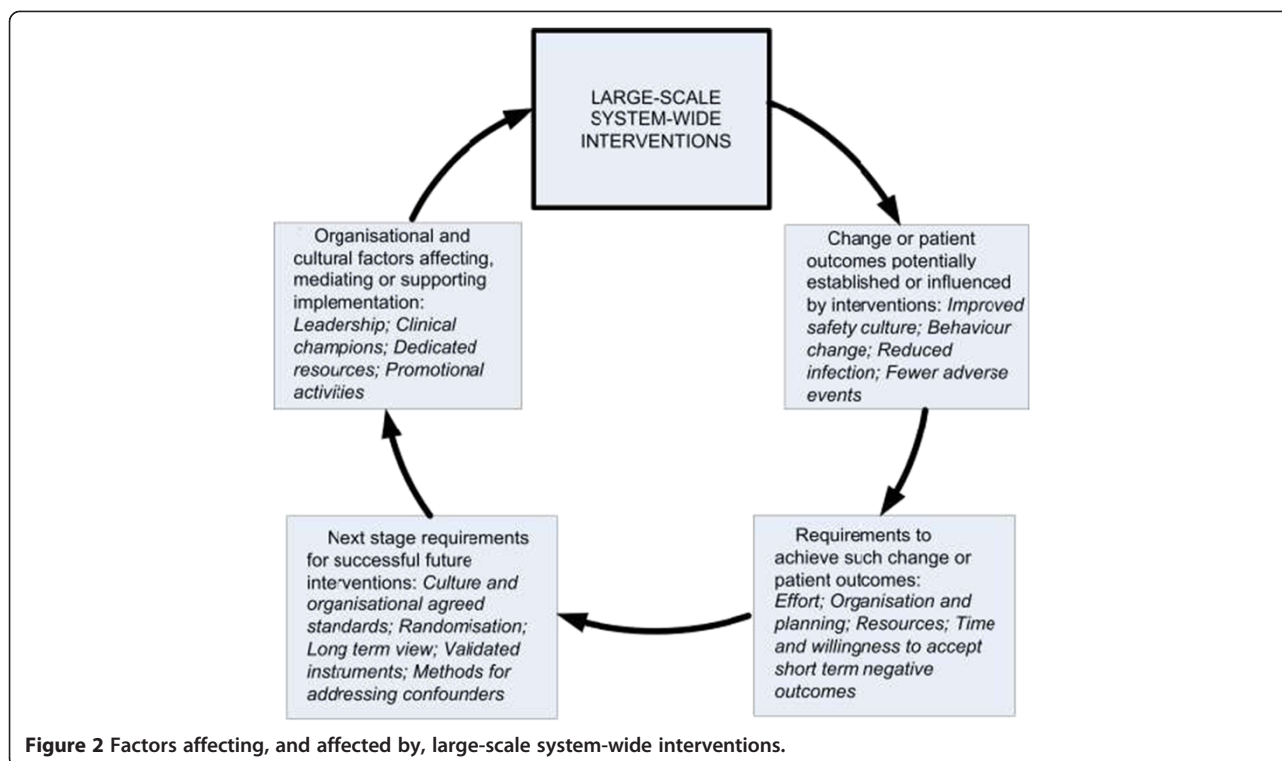 LARGE-SCALE
SYSTEM-WIDE
INTERVENTIONS
Organisational and
cultural factors affecting,
mediating or supporting
implementation:
Leadership; Clinical
champions; Dedicated
resources; Promotional
activities
Change or patient
outcomes potentially
established or influenced
by interventions: Improved
safety culture; Behaviour
change; Reduced
infection; Fewer adverse
events
Next stage requirements
for successful future
interventions: Culture and
organisational agreed
standards; Randomisation;
Long term view; Validated
instruments; Methods for
addressing confounders
Requirements to
achieve such change or
patient outcomes:
Effort; Organisation and
planning; Resources; Time
and willingness to accept
short term negative
outcomes
Figure 2 Factors affecting, and affected by, large-scale system-wide interventions.